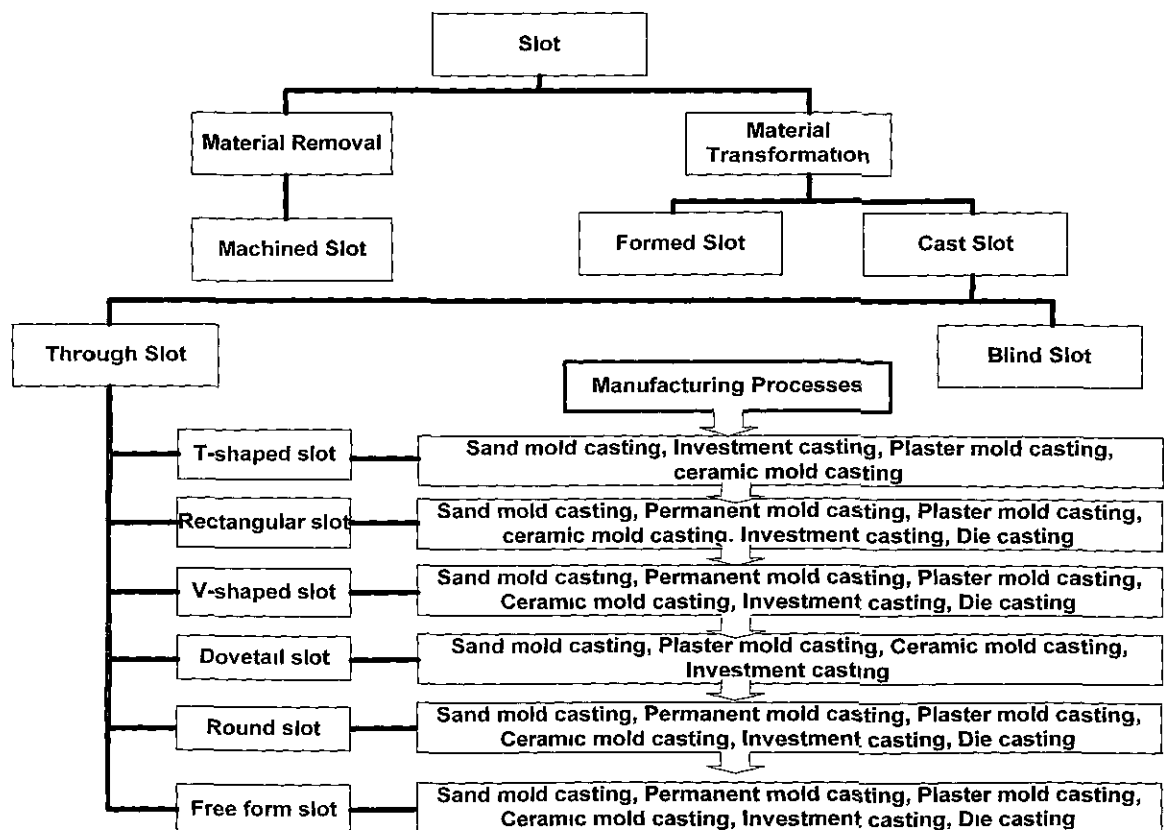 Slot
Material Removal
Material
Transformation
Machined Slot
Formed Slot
Cast Slot
Through Slot
Blind Slot
Manufacturing Processes
T-shaped slot
Sand mold casting, Investment casting, Plaster mold casting,
ceramic mold casting
Rectangular slot
Sand mold casting, Permanent mold casting, Plaster mold casting,
ceramic mold casting. Investment casting, Die casting
V-shaped slot
Sand mold casting, Permanent mold casting, Plaster mold casting,
Ceramic mold casting, Investment casting, Die casting
Dovetail slot
Sand mold casting, Plaster mold casting, Ceramic mold casting,
Investment casting
Round slot
Sand mold casting, Permanent mold casting, Plaster mold casting,
Ceramic mold casting, Investment casting, Die casting
Free form slot
Sand mold casting, Permanent mold casting, Plaster mold casting,
Ceramic mold casting, Investment casting, Die casting